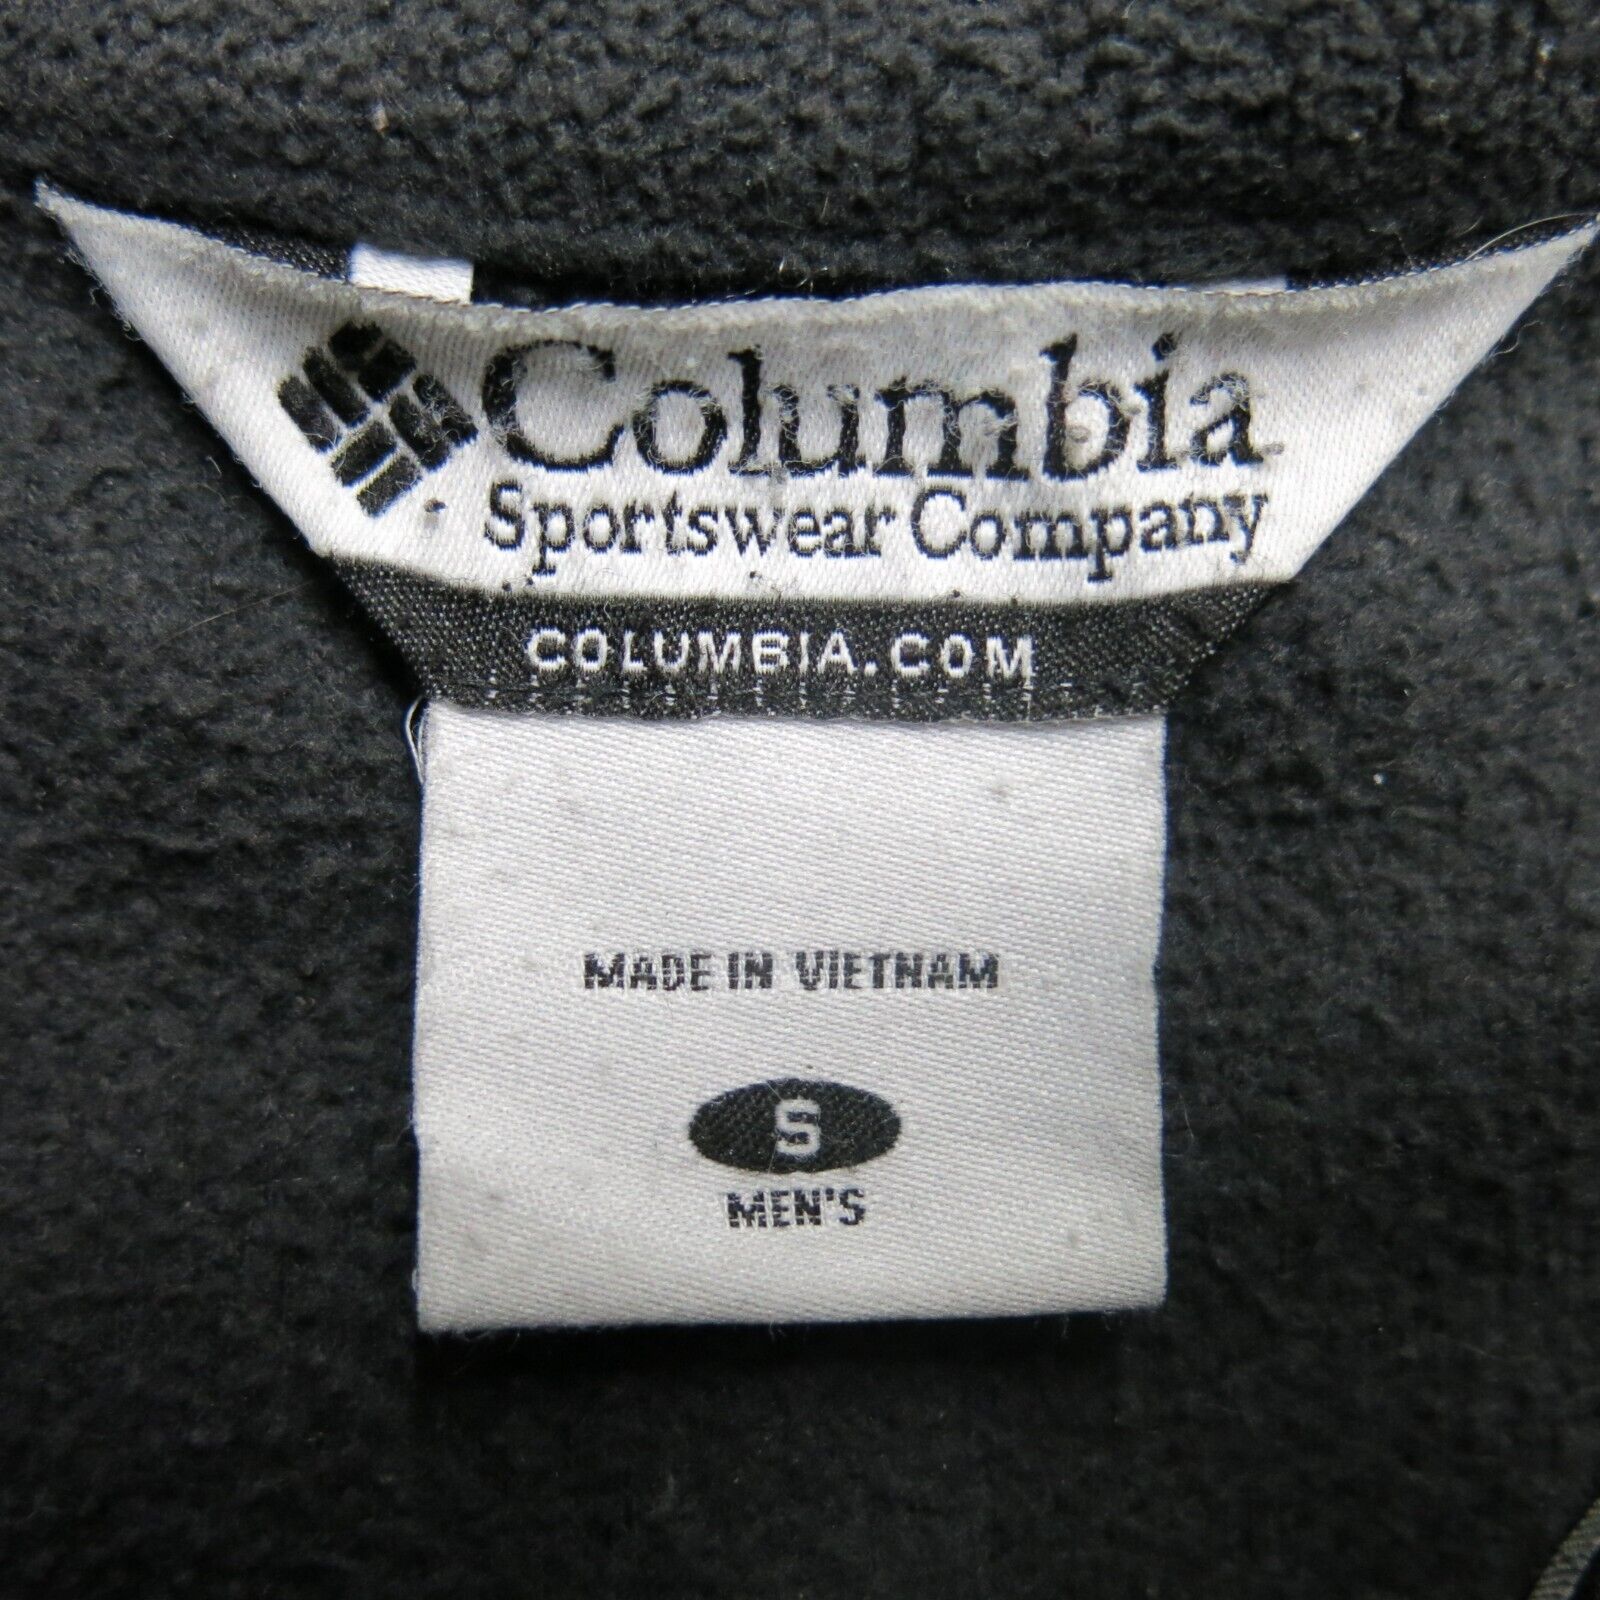 Columbia
Sportswear Company
COLUMBIA.COM
MADE IN VIETNAM
S
MEN'S